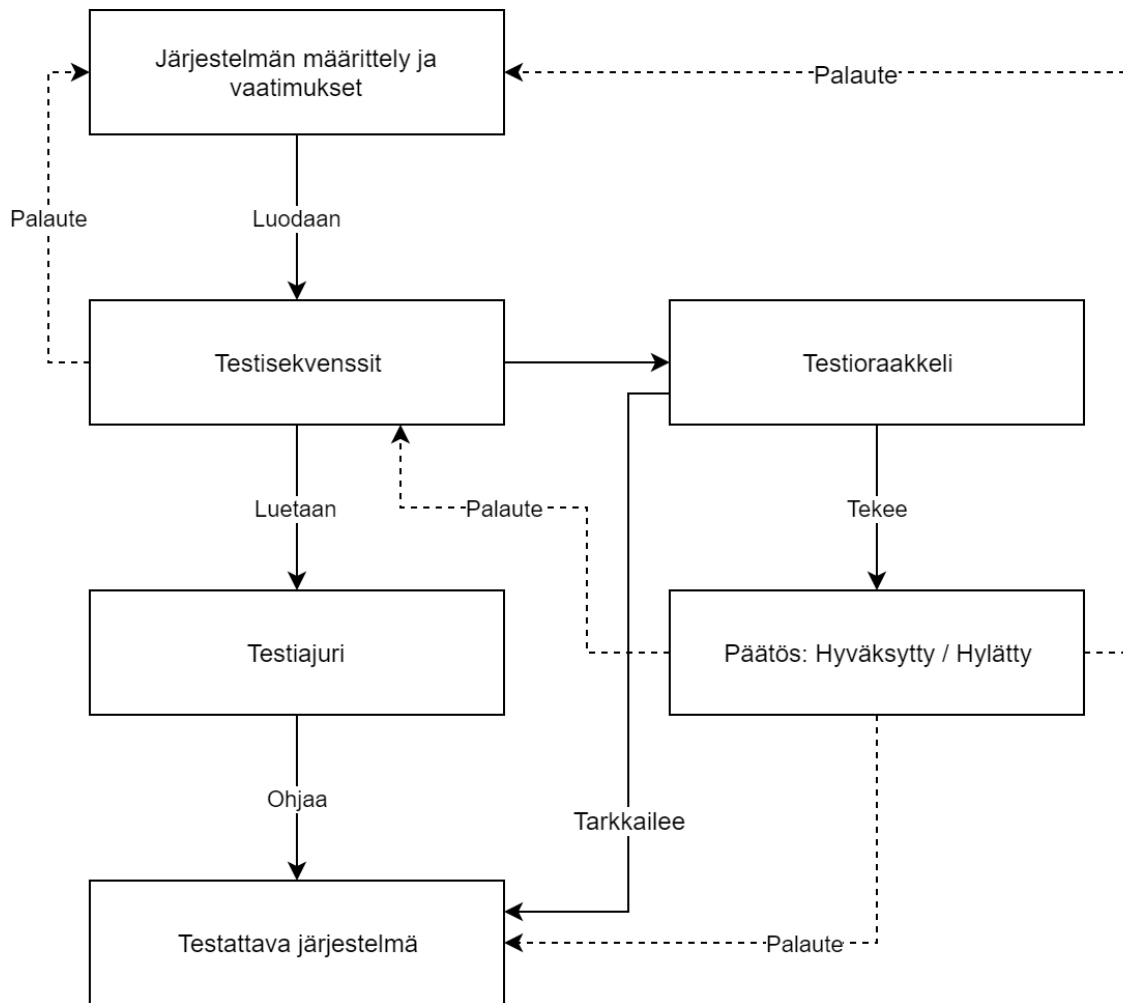 Järjestelmän määrittely ja
vaatimukset
Palaute
Palaute
Luodaan
Testisekvenssit
Testioraakkeli
Luetaan
Palaute
Tekee
Testiajuri
Päätös: Hyväksytty / Hylätty
Ohjaa
Tarkkailee
Testattava järjestelmä
Palaute